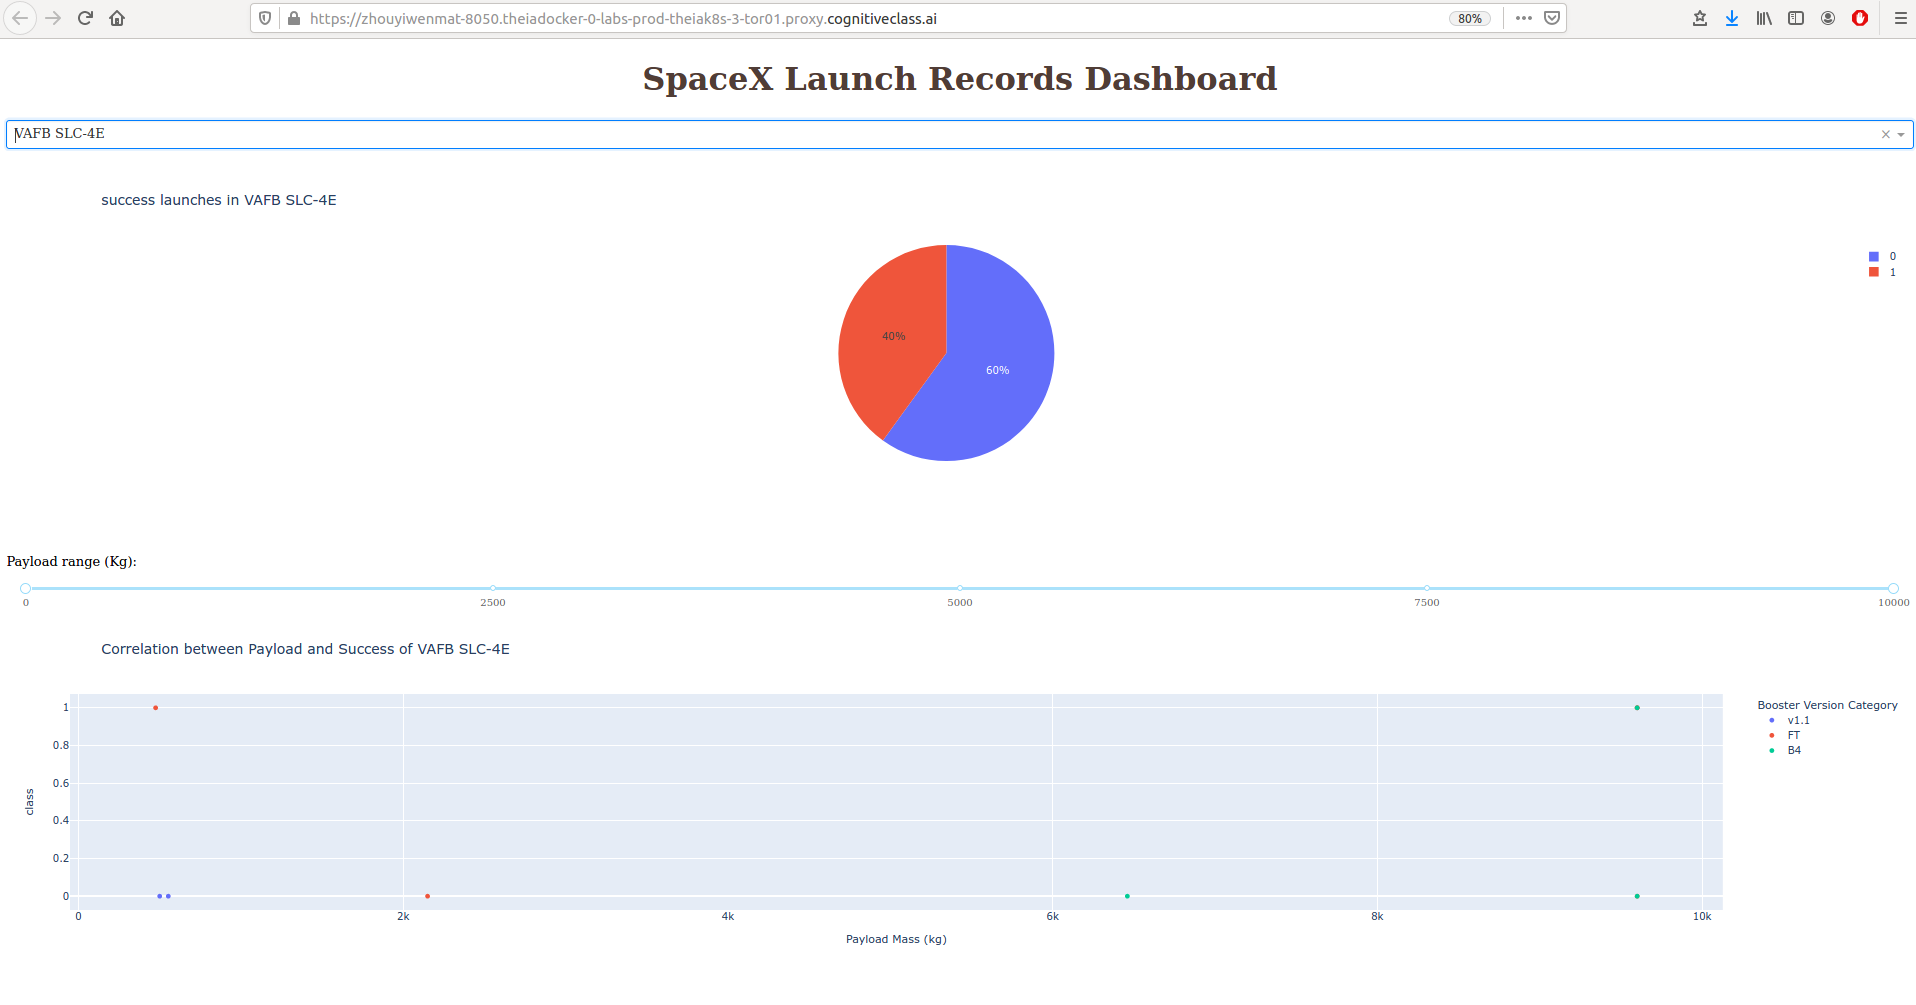 https://zhouyiwenmat-8050.theiadocker-0-labs-prod-theiak8s-3-tor01.proxy.cognitiveclass.ai
80%
SpaceX Launch Records Dashboard
VAFB SLC-4E
success launches in VAFB SLC-4E
0
1
40%
60%
Payload range (Kg):
0 2500 5000 7500 10000
Correlation between Payload and Success of VAFB SLC-4E
1
0.8
0.6
0.4
0.2
0
class
0 2k 4k 6k 8k 10k
Payload Mass (kg)
Booster Version Category
v1.1
FT
B4